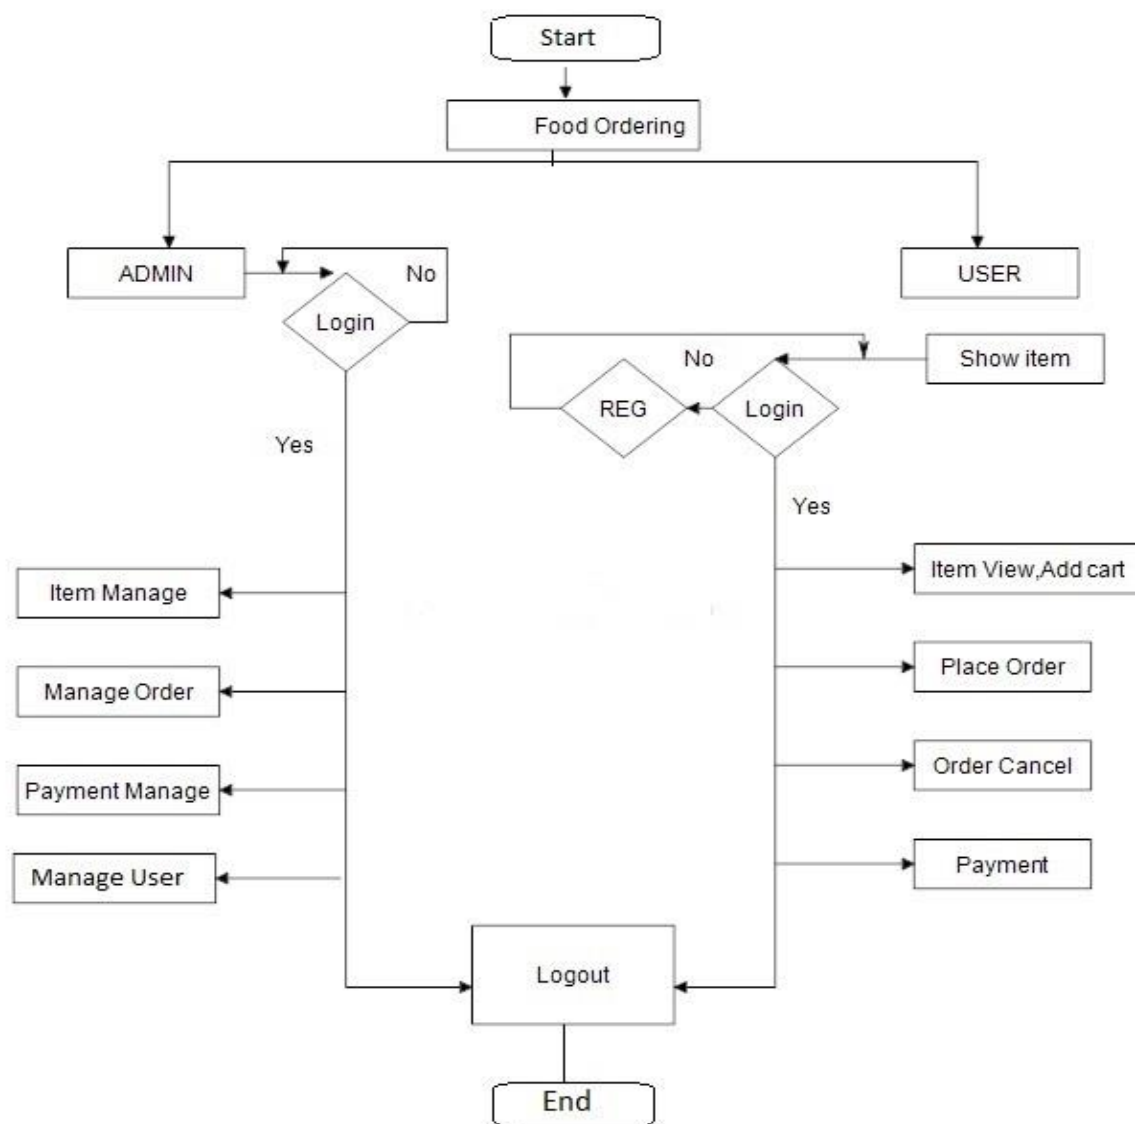 Start
Food Ordering
ADMIN
No
Login
USER
Show item
No
REG
Login
Yes
Yes
Item Manage
Item View,Add cart
Manage Order
Place Order
Payment Manage
Order Cancel
Manage User
Payment
Logout
End